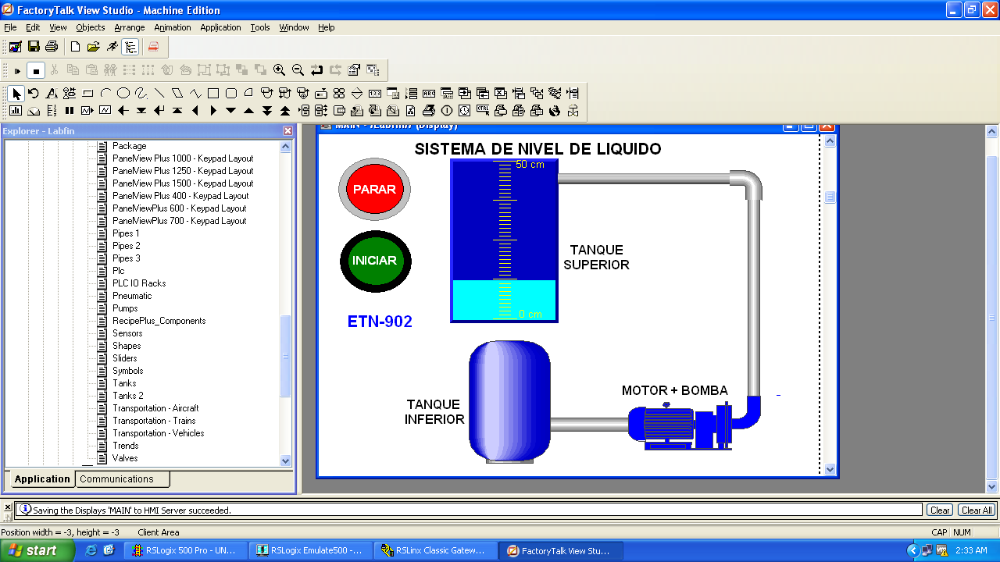 FactoryTalk View Studio - Machine Edition
File Edit View Objects Arrange Animation Application Tools Window Help
Explorer - Labfin
Package
PanelView Plus 1000 - Keypad Layout
PanelView Plus 1250 - Keypad Layout
PanelView Plus 1500 - Keypad Layout
PanelView Plus 400 - Keypad Layout
PanelViewPlus 600 - Keypad Layout
PanelViewPlus 700 - Keypad Layout
Pipes 1
Pipes 2
Pipes 3
Plc
PLC IO Racks
Pneumatic
Pumps
RecipePlus_Components
Sensors
Shapes
Sliders
Symbols
Tanks
Tanks 2
Transportation - Aircraft
Transportation - Trains
Transportation - Vehicles
Trends
Valves
Application Communications
SISTEMA DE NIVEL DE LIQUIDO
50 cm
PARAR
INICIAR
TANQUE
SUPERIOR
0 cm
ETN-902
MOTOR + BOMBA
TANQUE
INFERIOR
Saving the Displays 'MAIN' to HMI Server succeeded.
Clear Clear All
Position width = -3, height = -3 Client Area
CAP NUM
start
RSLogix 500 Pro - UN...
RSLogix Emulate500 -...
RSLinx Classic Gatew...
FactoryTalk View Stu...
2:33 AM